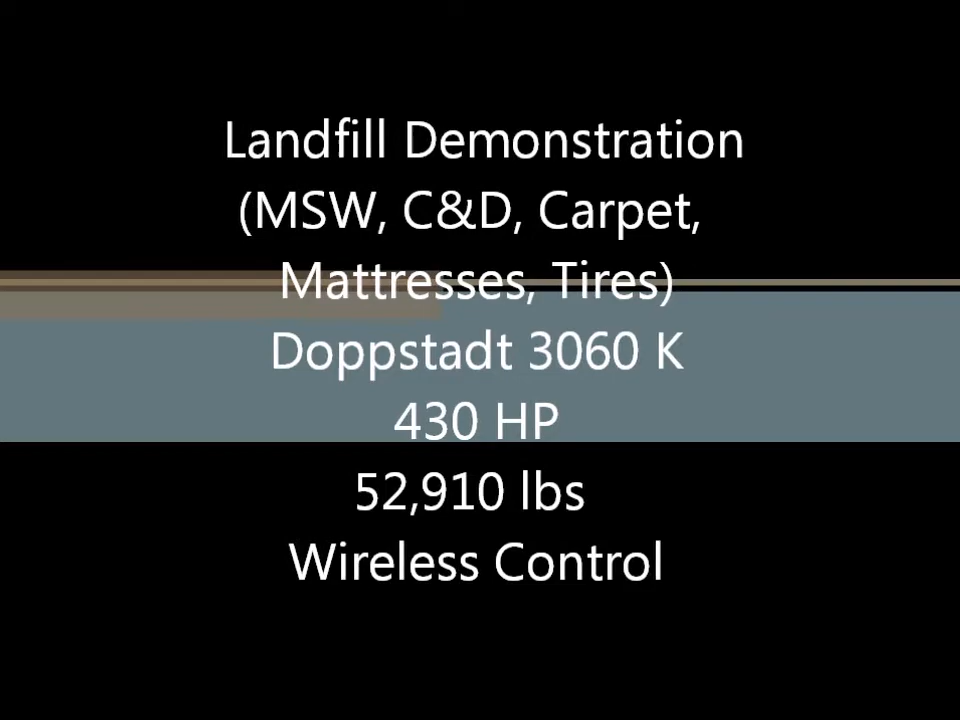 Landfill Demonstration
(MSW, C&D, Carpet,
Mattresses, Tires)
Doppstadt 3060 K
430 HP
52,910 lbs
Wireless Control